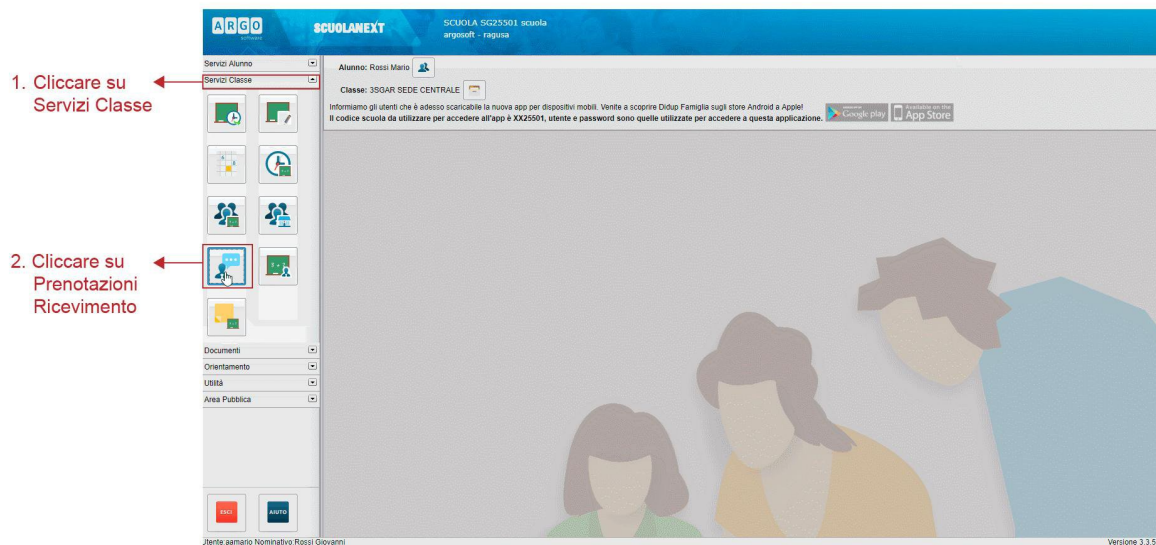 ARGO
software
SCUOLANEXT
SCUOLA SG25501 scuola
argosoft - ragusa
1. Cliccare su
Servizi Classe
Servizi Alunno
Servizi Classe
Alunno: Rossi Mario
Classe: 3SGAR SEDE CENTRALE
Informiamo gli utenti che è adesso scaricabile la nuova app per dispositivi mobili. Venite a scoprire Didup Famiglia sugli store Android a Apple!
Il codice scuola da utilizzare per accedere all'app è XX25501, utente e password sono quelle utilizzate per accedere a questa applicazione.
Google play
Available on the
App Store
2. Cliccare su
Prenotazioni
Ricevimento
Documenti
Orientamento
Utilità
Area Pubblica
ESCI
AIUTO
Utente:aamario Nominativo:Rossi Giovanni
Versione 3.3.5